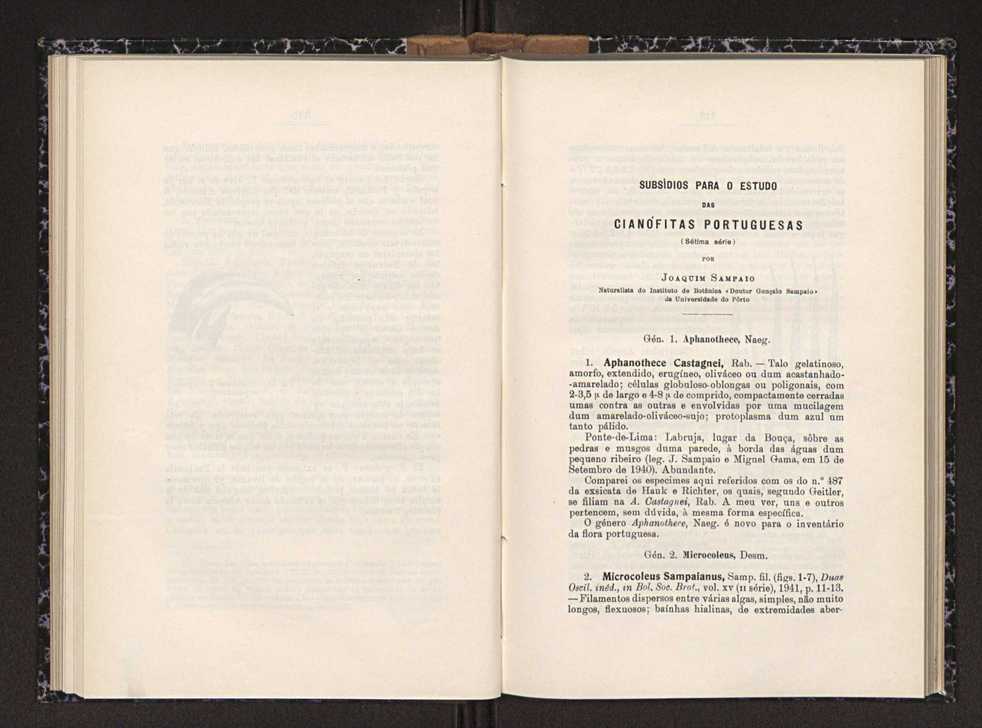 SUBSÌDIOS PARA O ESTUDO
DAS
CIANÓFITAS PORTUGUESAS
(Sétima série)
POR
JOAQUIM SAMPAIO
Naturalista do Instituto de Botânica «Doutor Gonçalo Sampaio»
da Universidade do Pôrto
Gén. 1. Aphanothece, Naeg.
1. Aphanothece Castagnei, Rab. — Talo gelatinoso,
amorfo, extendido, erugíneo, oliváceo ou dum acastanhado-
-amarelado; células globuloso-oblongas ou poligonais, com
2-3,5 μ de largo e 4-8 μ de comprido, compactamente cerradas
umas contra as outras e envolvidas por uma mucilagem
dum amarelado-oliváceo-sujo; protoplasma dum azul um
tanto pálido.
Ponte-de-Lima: Labruja, lugar da Bouça, sôbre as
pedras e musgos duma parede, à borda das águas dum
pequeno ribeiro (leg. J. Sampaio e Miguel Gama, em 15 de
Setembro de 1940). Abundante.
Comparei os especimes aqui referidos com os do n.º 487
da exsicata de Hauk e Richter, os quais, segundo Geitler,
se filiam na A. Castagnei, Rab. A meu ver, uns e outros
pertencem, sem dúvida, à mesma forma específica.
O género Aphanothece, Naeg. é novo para o inventário
da flora portuguesa.
Gén. 2. Microcoleus, Desm.
2. Microcoleus Sampaianus, Samp. fil. (figs. 1-7), Duas
Oscil. inéd., in Bol. Soc. Brot., vol. XV (II série), 1941, p. 11-13.
— Filamentos dispersos entre várias algas, simples, não muito
longos, flexuosos; baínhas hialinas, de extremidades aber-